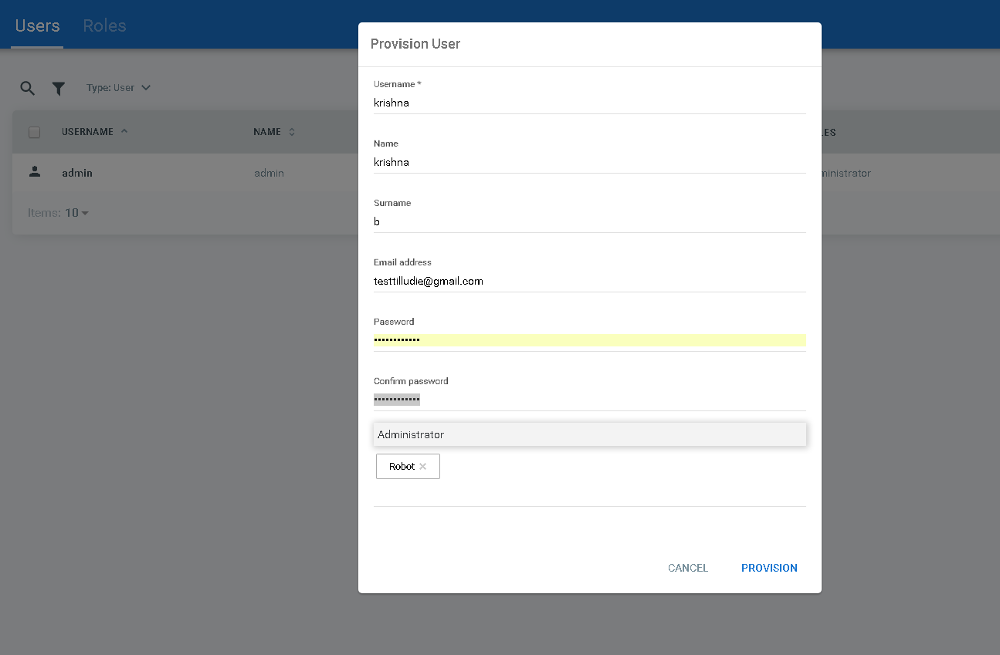 Users Roles
Provision User
Type: User
Username *
krishna
USERNAME NAME LES
Name
krishna
admin admin ministrator
Surname
b
Items: 10
Email address
testtilludie@gmail.com
Password
••••••••••••
Confirm password
••••••••••••
Administrator
Robot ×
CANCEL PROVISION